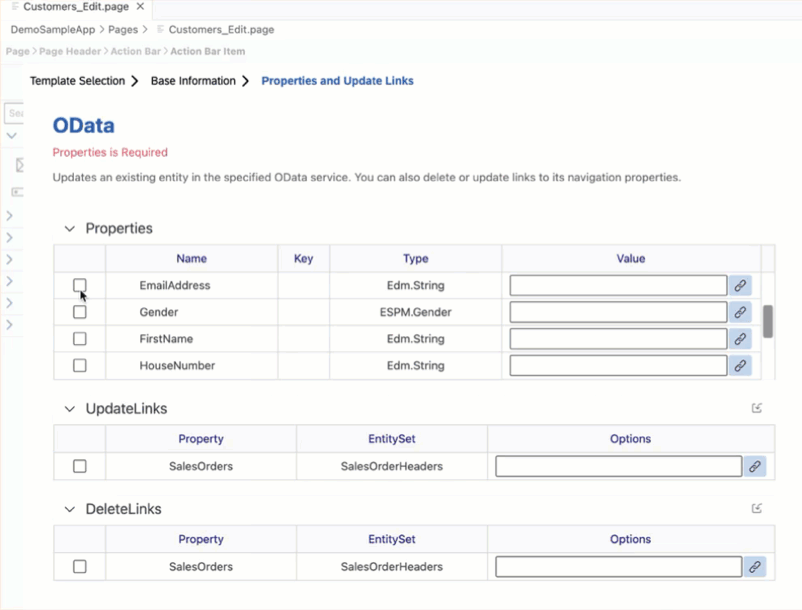 Customers_Edit.page ×
DemoSampleApp > Pages > Customers_Edit.page
Page > Page Header > Action Bar > Action Bar Item
Template Selection > Base Information > Properties and Update Links
Sea
OData
Properties is Required
Updates an existing entity in the specified OData service. You can also delete or update links to its navigation properties.
Properties
Name Key Type Value
EmailAddress Edm.String
Gender ESPM.Gender
FirstName Edm.String
HouseNumber Edm.String
UpdateLinks
Property EntitySet Options
SalesOrders SalesOrderHeaders
DeleteLinks
Property EntitySet Options
SalesOrders SalesOrderHeaders